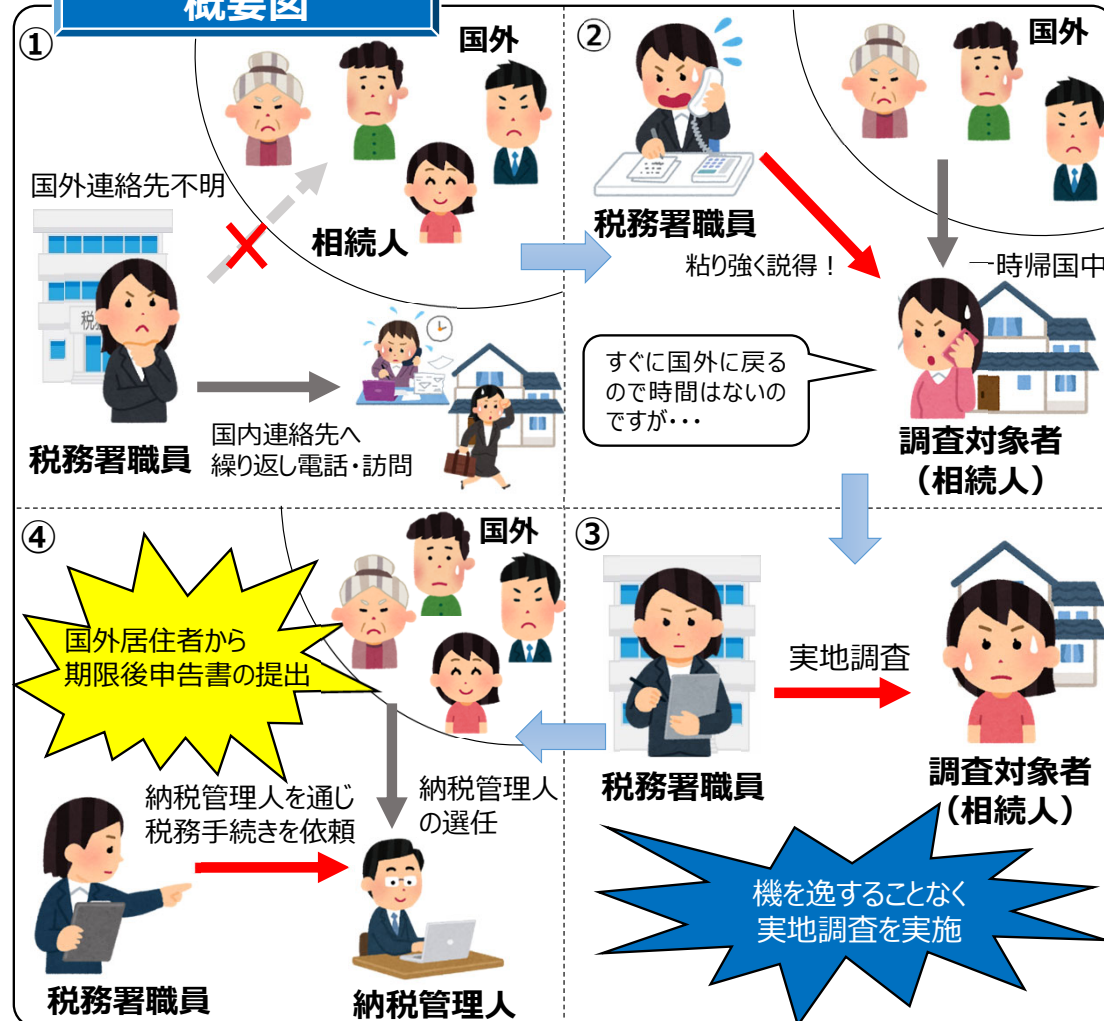 概要図
①
国外
国外連絡先不明
相続人
税務署職員
国内連絡先へ
繰り返し電話・訪問
②
国外
税務署職員
粘り強く説得！
一時帰国中
すぐに国外に戻る
ので時間はないの
ですが・・・
調査対象者
（相続人）
③
実地調査
税務署職員
調査対象者
（相続人）
機を逸することなく
実地調査を実施
④
国外
国外居住者から
期限後申告書の提出
納税管理人を通じ
税務手続きを依頼
納税管理人
の選任
税務署職員
納税管理人